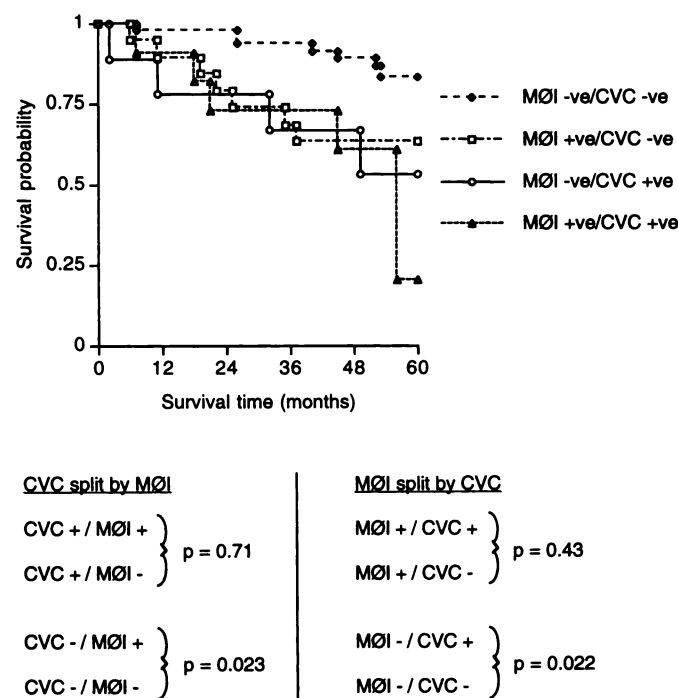 1
0.75
0.5
0.25
0
Survival probability
0 12 24 36 48 60
Survival time (months)
MØI -ve/CVC -ve
MØI +ve/CVC -ve
MØI -ve/CVC +ve
MØI +ve/CVC +ve
CVC split by MØI
CVC + / MØI +
p = 0.71
CVC + / MØI -
CVC - / MØI +
p = 0.023
CVC - / MØI -
MØI split by CVC
MØI + / CVC +
p = 0.43
MØI + / CVC -
MØI - / CVC +
p = 0.022
MØI - / CVC -